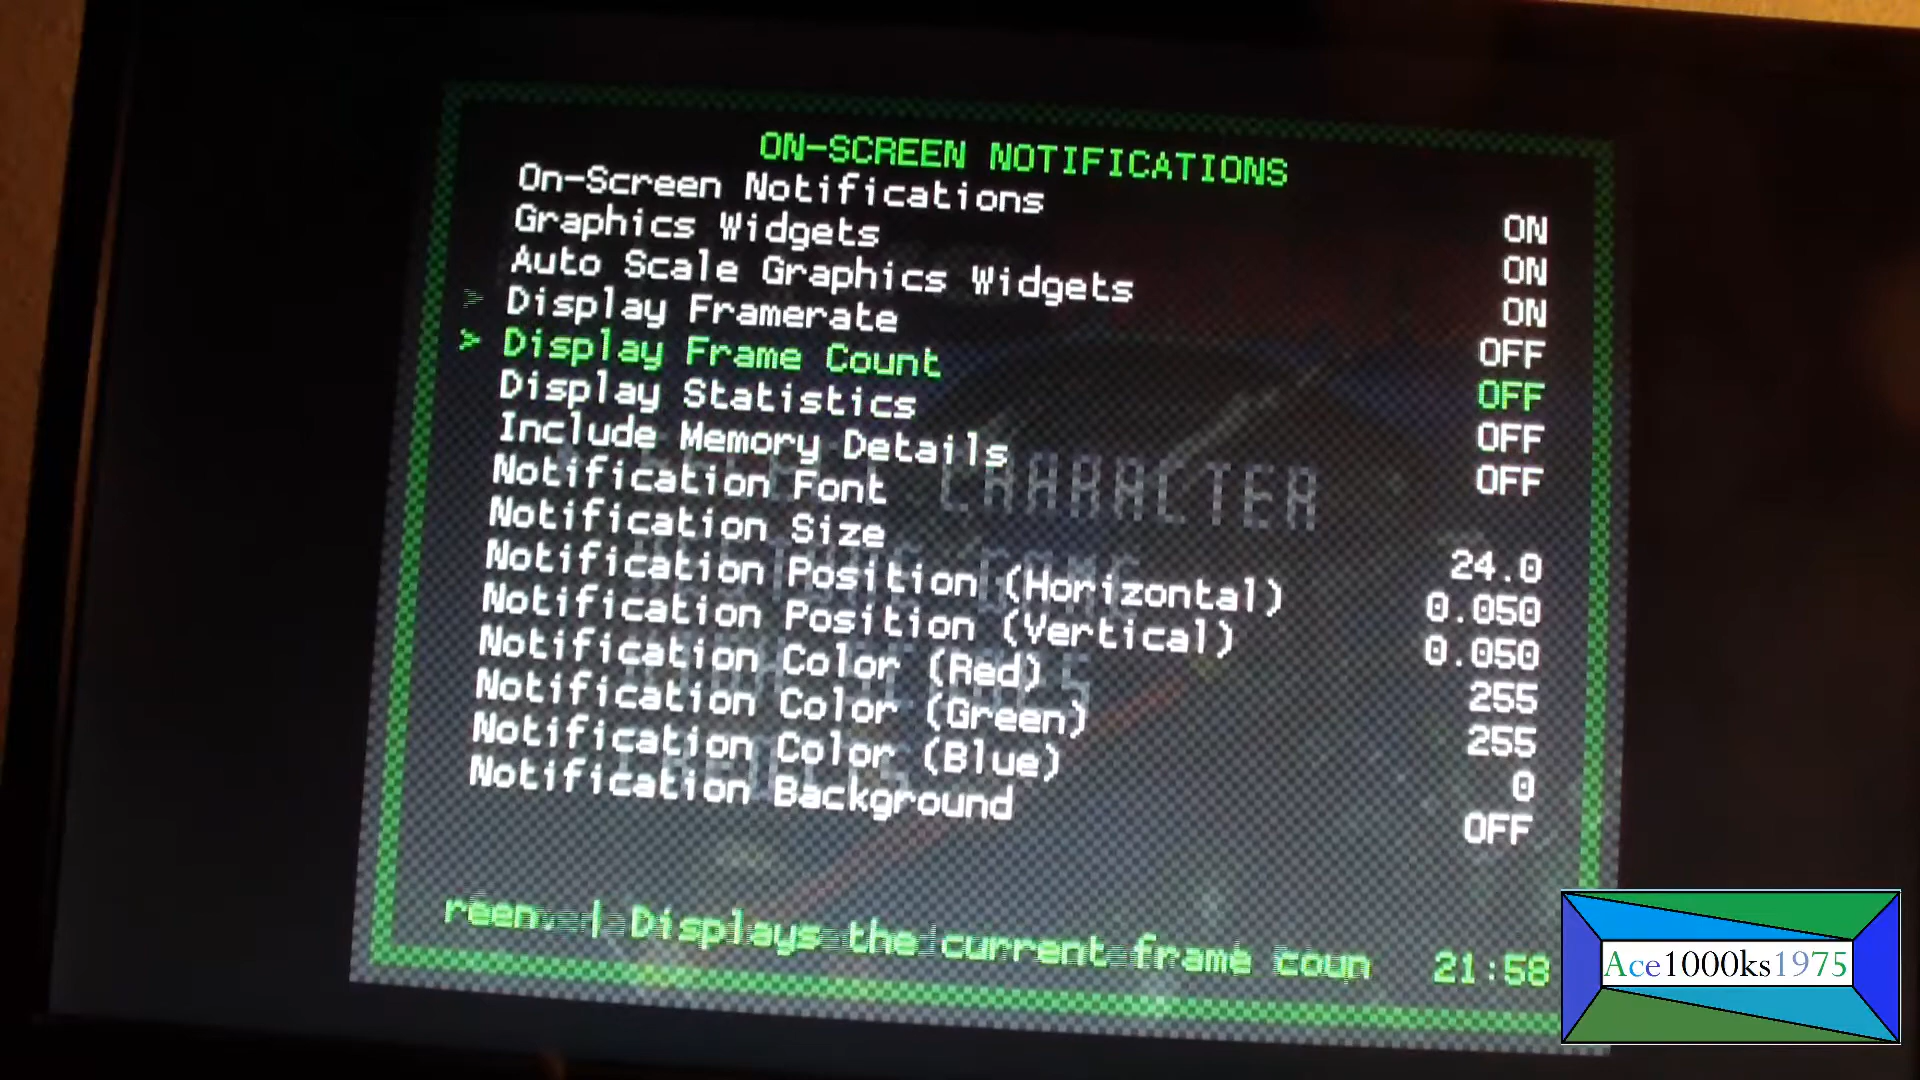 ON-SCREEN NOTIFICATIONS
On-Screen Notifications ON
Graphics Widgets ON
Auto Scale Graphics Widgets ON
> Display Framerate OFF
> Display Frame Count OFF
Display Statistics OFF
Include Memory Details OFF
Notification Font
Notification Size 24.0
Notification Position (Horizontal) 0.050
Notification Position (Vertical) 0.050
Notification Color (Red) 255
Notification Color (Green) 255
Notification Color (Blue) 0
Notification Background OFF
CHARACTER
reen. | Displays the current frame coun 21:58
Ace1000ks1975